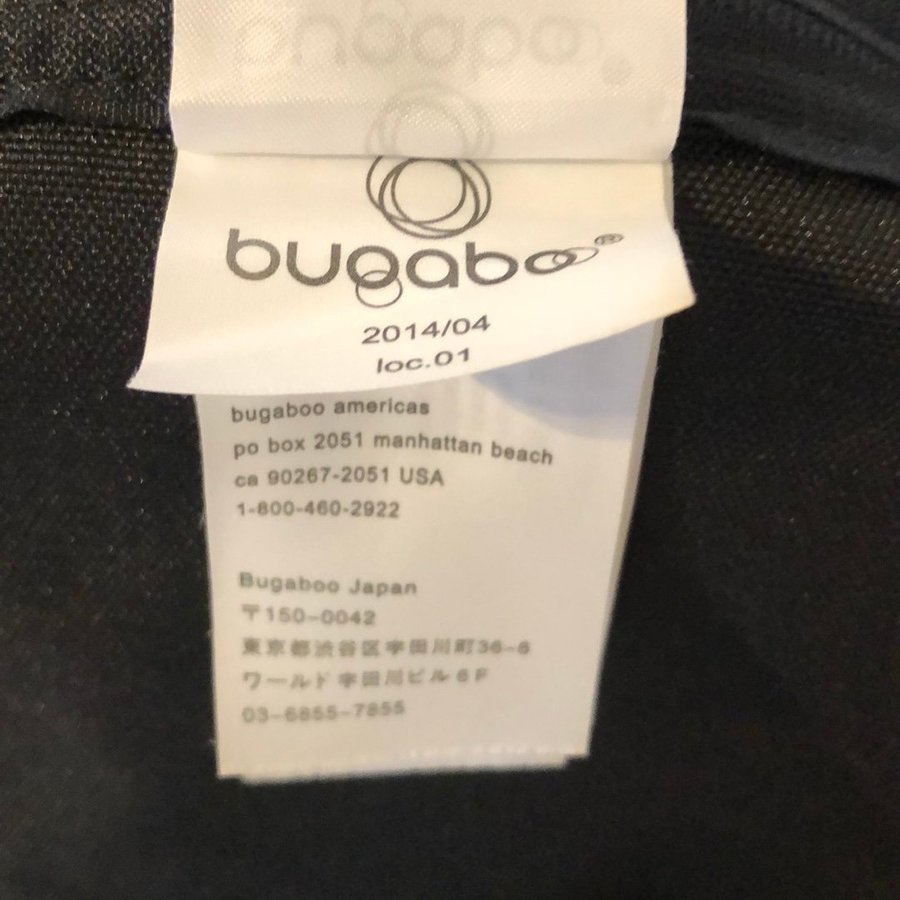 bugaboo®
2014/04
loc.01
bugaboo americas
po box 2051 manhattan beach
ca 90267-2051 USA
1-800-460-2922
Bugaboo Japan
〒150-0042
東京都渋谷区宇田川町36-6
ワールド宇田川ビル6F
03-6855-7855